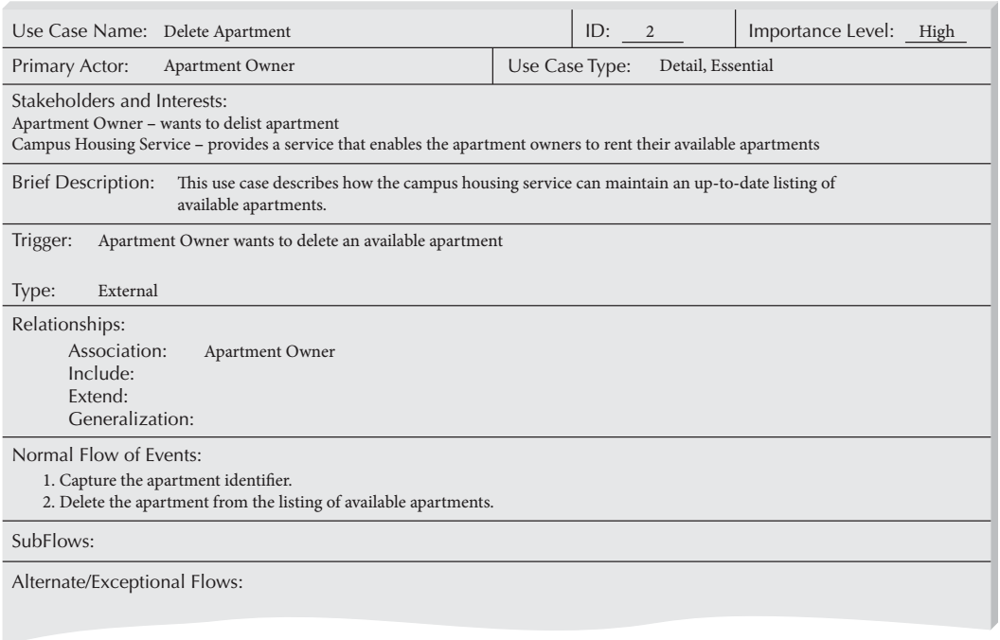 Use Case Name: Delete Apartment ID: 2 Importance Level: High
Primary Actor: Apartment Owner Use Case Type: Detail, Essential
Stakeholders and Interests:
Apartment Owner – wants to delist apartment
Campus Housing Service – provides a service that enables the apartment owners to rent their available apartments
Brief Description: This use case describes how the campus housing service can maintain an up-to-date listing of
available apartments.
Trigger: Apartment Owner wants to delete an available apartment
Type: External
Relationships:
Association: Apartment Owner
Include:
Extend:
Generalization:
Normal Flow of Events:
1. Capture the apartment identifier.
2. Delete the apartment from the listing of available apartments.
SubFlows:
Alternate/Exceptional Flows: